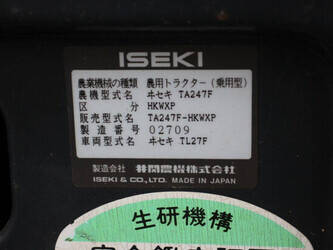 ISEKI
農業機械の種類 農用トラクター(乗用型)
農機型式名 ヰセキ TA247F
区分 HKWXP
販売型式名 TA247F-HKWXP
製造番号 02709
車両型式名 ヰセキ TL27F
製造会社 井関農機株式会社
ISEKI & CO., LTD. MADE IN JAPAN
生研機構